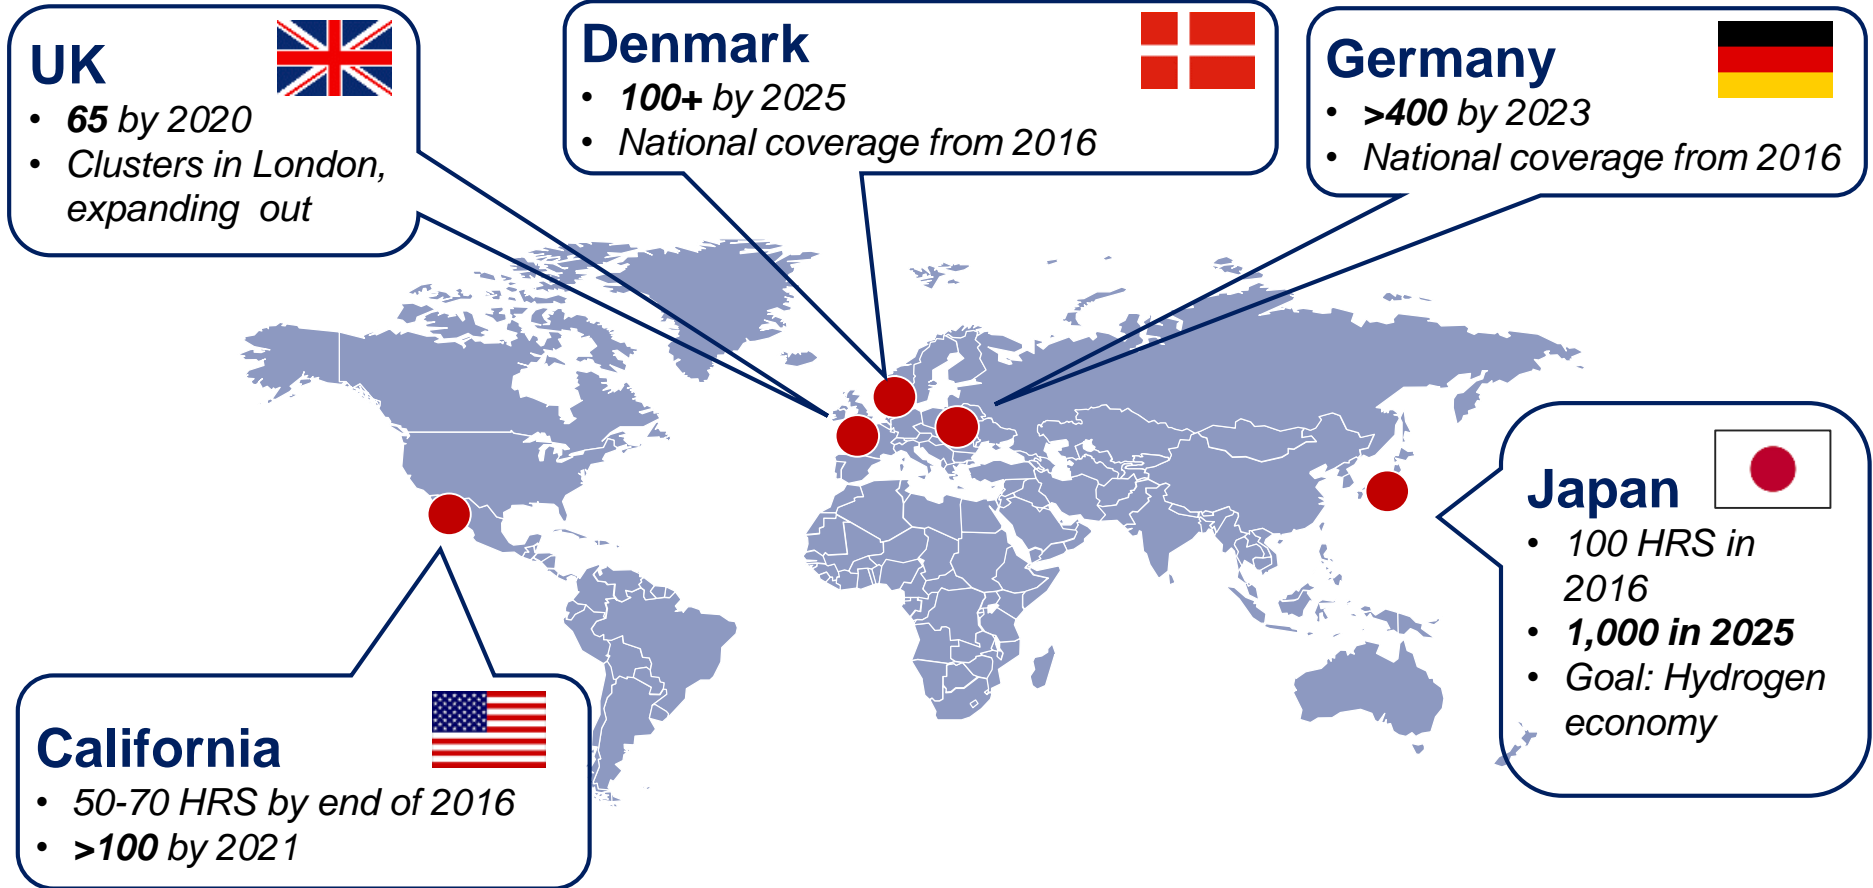 UK
• 65 by 2020
• Clusters in London,
expanding out
Denmark
• 100+ by 2025
• National coverage from 2016
Germany
• >400 by 2023
• National coverage from 2016
Japan
• 100 HRS in
2016
• 1,000 in 2025
• Goal: Hydrogen
economy
California
• 50-70 HRS by end of 2016
• >100 by 2021